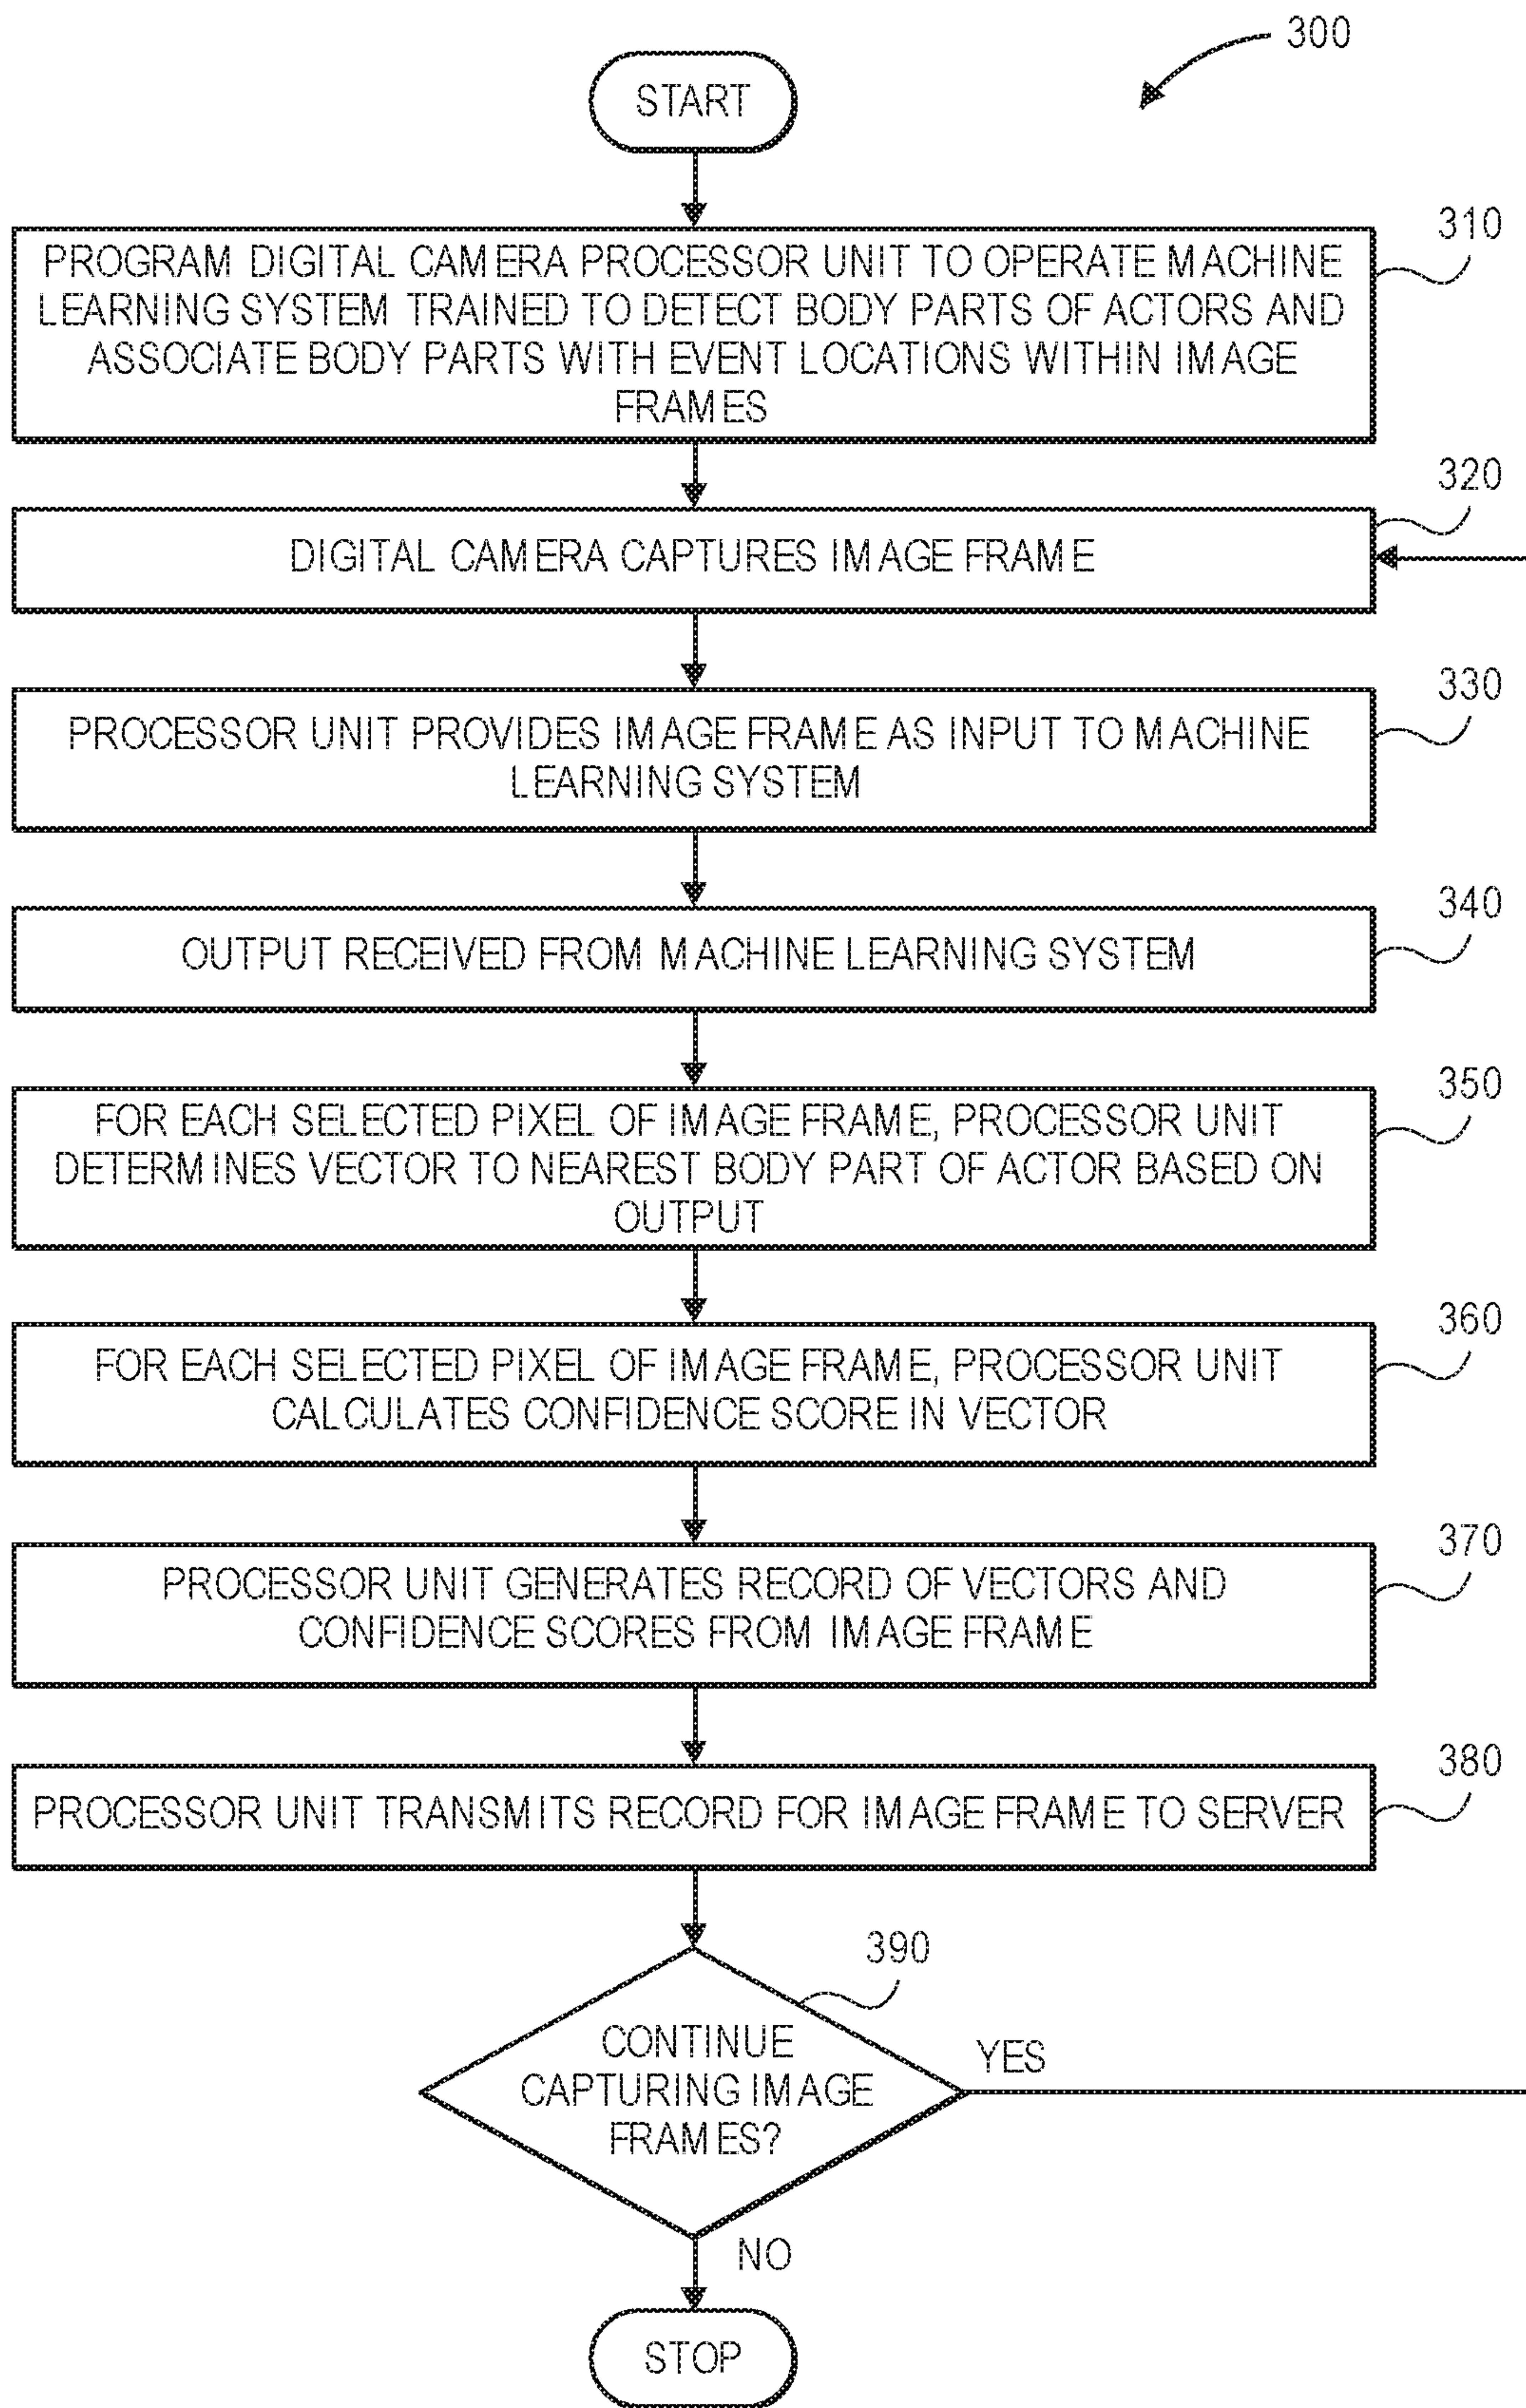 300
START
310
PROGRAM DIGITAL CAMERA PROCESSOR UNIT TO OPERATE MACHINE
LEARNING SYSTEM TRAINED TO DETECT BODY PARTS OF ACTORS AND
ASSOCIATE BODY PARTS WITH EVENT LOCATIONS WITHIN IMAGE
FRAMES
320
DIGITAL CAMERA CAPTURES IMAGE FRAME
330
PROCESSOR UNIT PROVIDES IMAGE FRAME AS INPUT TO MACHINE
LEARNING SYSTEM
340
OUTPUT RECEIVED FROM MACHINE LEARNING SYSTEM
350
FOR EACH SELECTED PIXEL OF IMAGE FRAME, PROCESSOR UNIT
DETERMINES VECTOR TO NEAREST BODY PART OF ACTOR BASED ON
OUTPUT
360
FOR EACH SELECTED PIXEL OF IMAGE FRAME, PROCESSOR UNIT
CALCULATES CONFIDENCE SCORE IN VECTOR
370
PROCESSOR UNIT GENERATES RECORD OF VECTORS AND
CONFIDENCE SCORES FROM IMAGE FRAME
380
PROCESSOR UNIT TRANSMITS RECORD FOR IMAGE FRAME TO SERVER
390
CONTINUE
CAPTURING IMAGE
FRAMES?
YES
NO
STOP